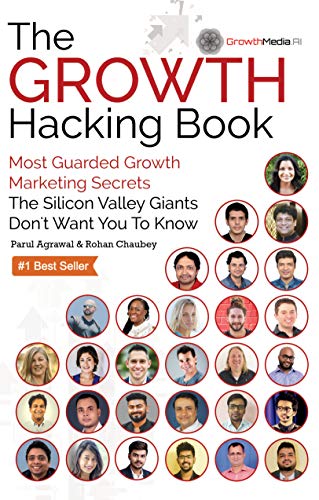 The
GrowthMedia.AI
GROWTH
Hacking Book
Most Guarded Growth
Marketing Secrets
The Silicon Valley Giants
Don't Want You To Know
Parul Agrawal & Rohan Chaubey
#1 Best Seller